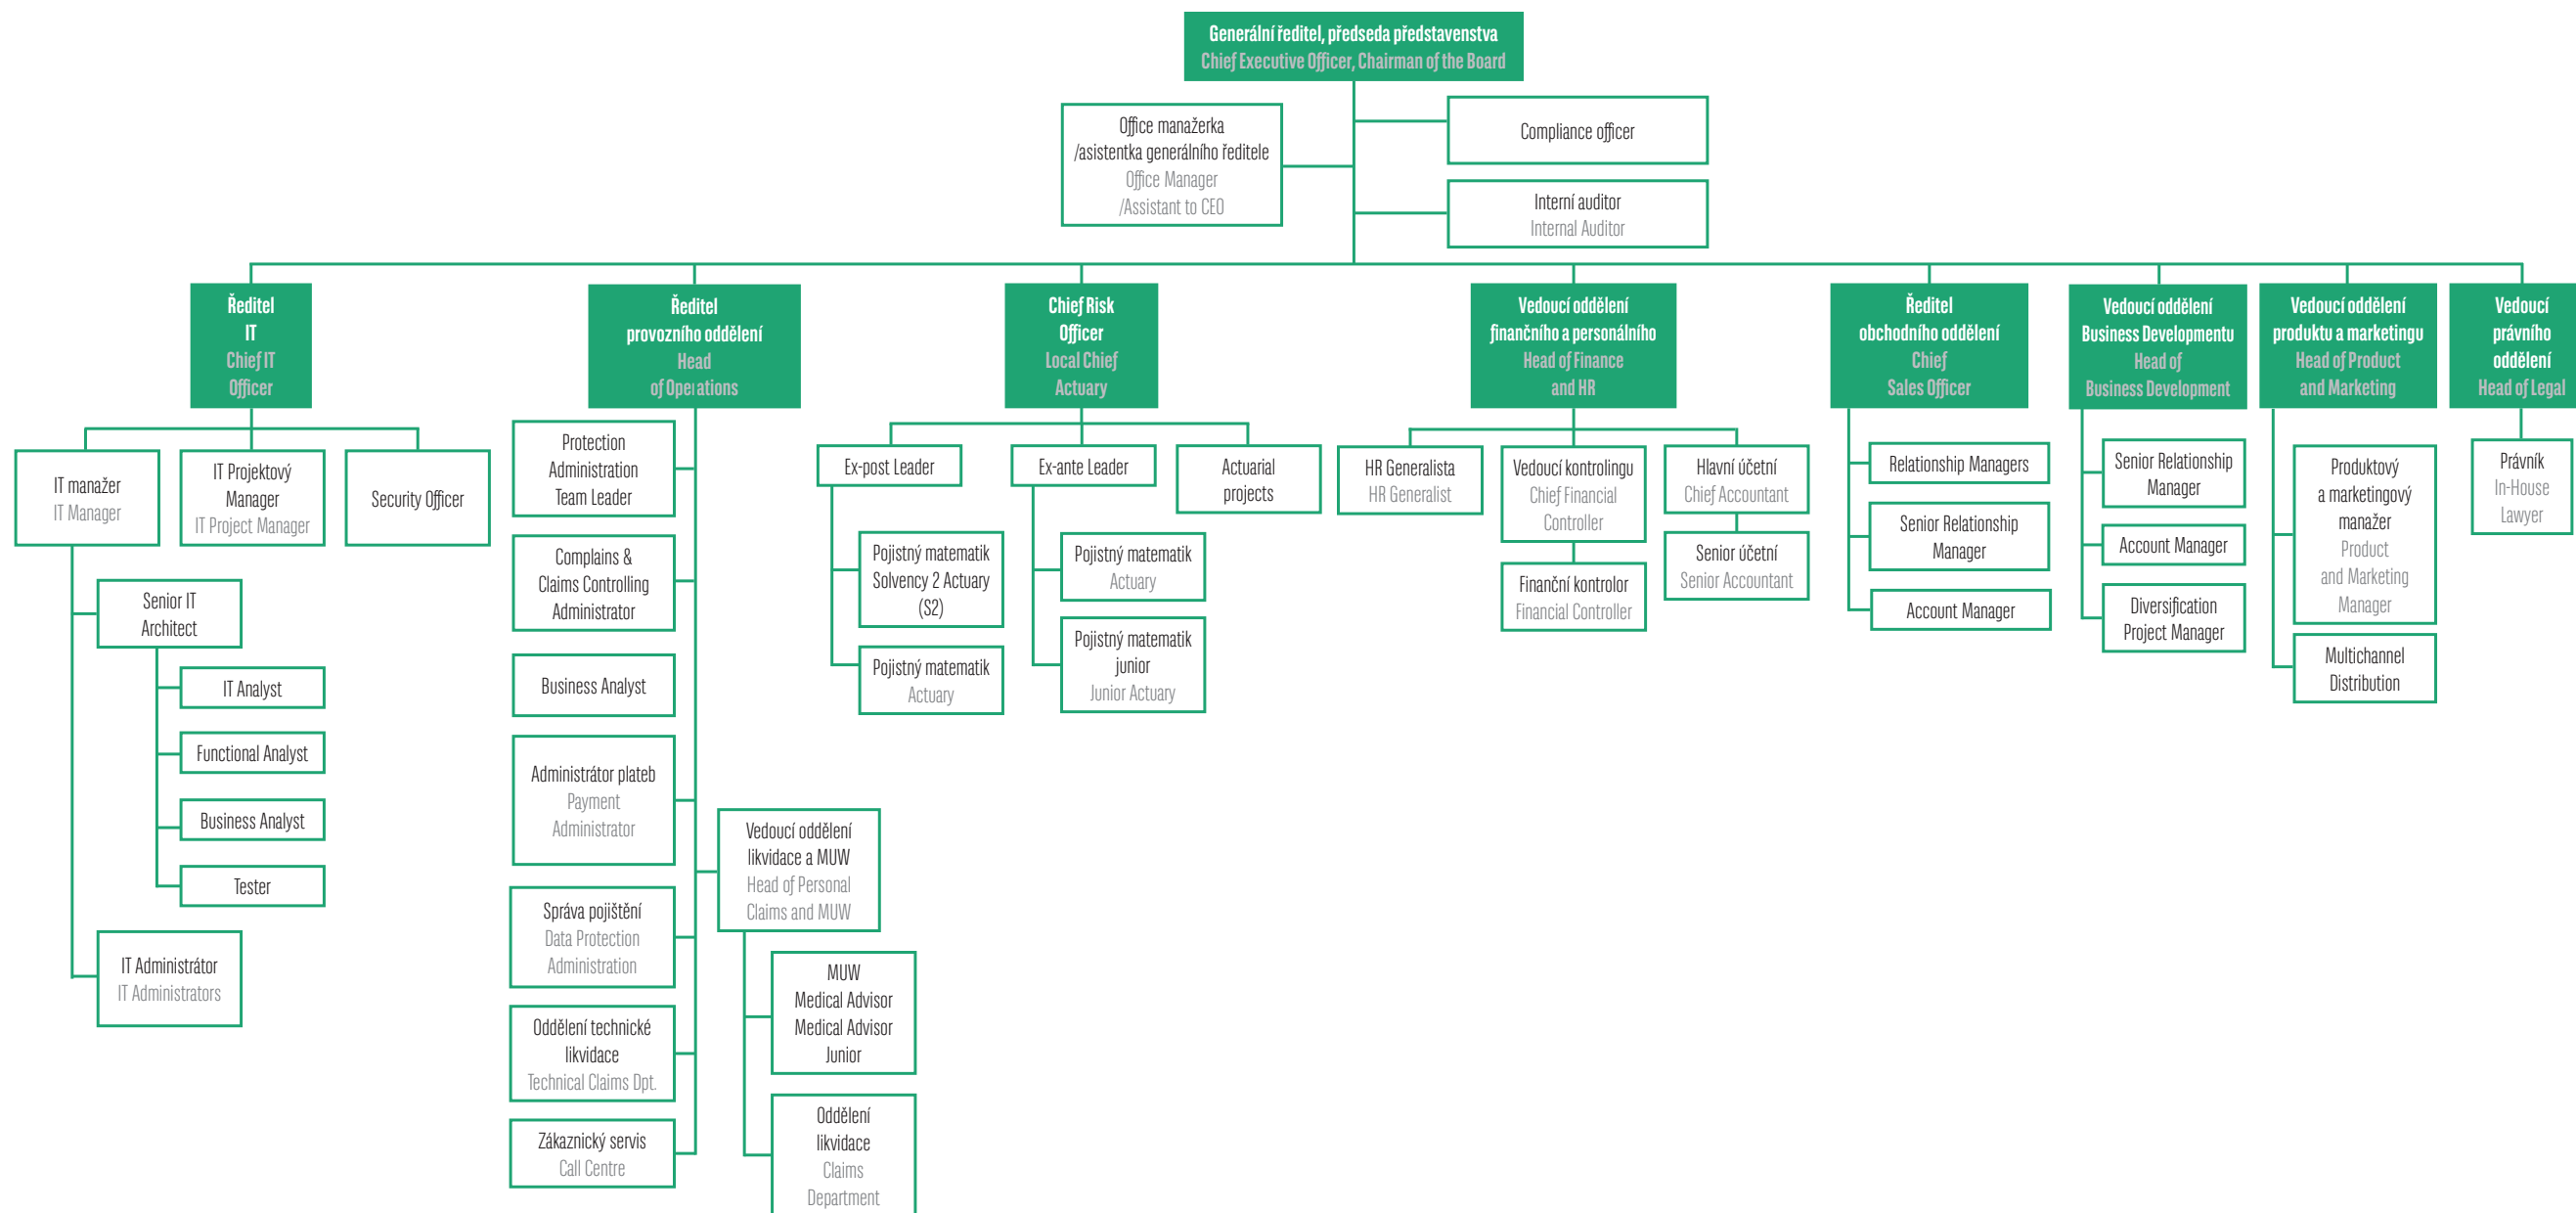 Generální ředitel, předseda představenstva
Chief Executive Officer, Chairman of the Board
Office manažerka
/asistentka generálního ředitele
Office Manager
/Assistant to CEO
Compliance officer
Interní auditor
Internal Auditor
Ředitel
IT
Chief IT
Officer
IT manažer
IT Manager
IT Projektový
Manager
IT Project Manager
Security Officer
Senior IT
Architect
IT Analyst
Functional Analyst
Business Analyst
Tester
IT Administrátor
IT Administrators
Ředitel
provozního oddělení
Head
of Operations
Protection
Administration
Team Leader
Complains &
Claims Controlling
Administrator
Business Analyst
Administrátor plateb
Payment
Administrator
Správa pojištění
Data Protection
Administration
Oddělení technické
likvidace
Technical Claims Dpt.
Zákaznický servis
Call Centre
Vedoucí oddělení
likvidace a MUW
Head of Personal
Claims and MUW
MUW
Medical Advisor
Medical Advisor
Junior
Oddělení
likvidace
Claims
Department
Chief Risk
Officer
Local Chief
Actuary
Ex-post Leader
Pojistný matematik
Solvency 2 Actuary
(S2)
Pojistný matematik
Actuary
Ex-ante Leader
Pojistný matematik
Actuary
Pojistný matematik
junior
Junior Actuary
Actuarial
projects
Vedoucí oddělení
finančního a personálního
Head of Finance
and HR
HR Generalista
HR Generalist
Vedoucí kontrolingu
Chief Financial
Controller
Finanční kontrolor
Financial Controller
Hlavní účetní
Chief Accountant
Senior účetní
Senior Accountant
Ředitel
obchodního oddělení
Chief
Sales Officer
Relationship Managers
Senior Relationship
Manager
Account Manager
Vedoucí oddělení
Business Developmentu
Head of
Business Development
Senior Relationship
Manager
Account Manager
Diversification
Project Manager
Vedoucí oddělení
produktu a marketingu
Head of Product
and Marketing
Produktový
a marketingový
manažer
Product
and Marketing
Manager
Multichannel
Distribution
Vedoucí
právního
oddělení
Head of Legal
Právník
In-House
Lawyer